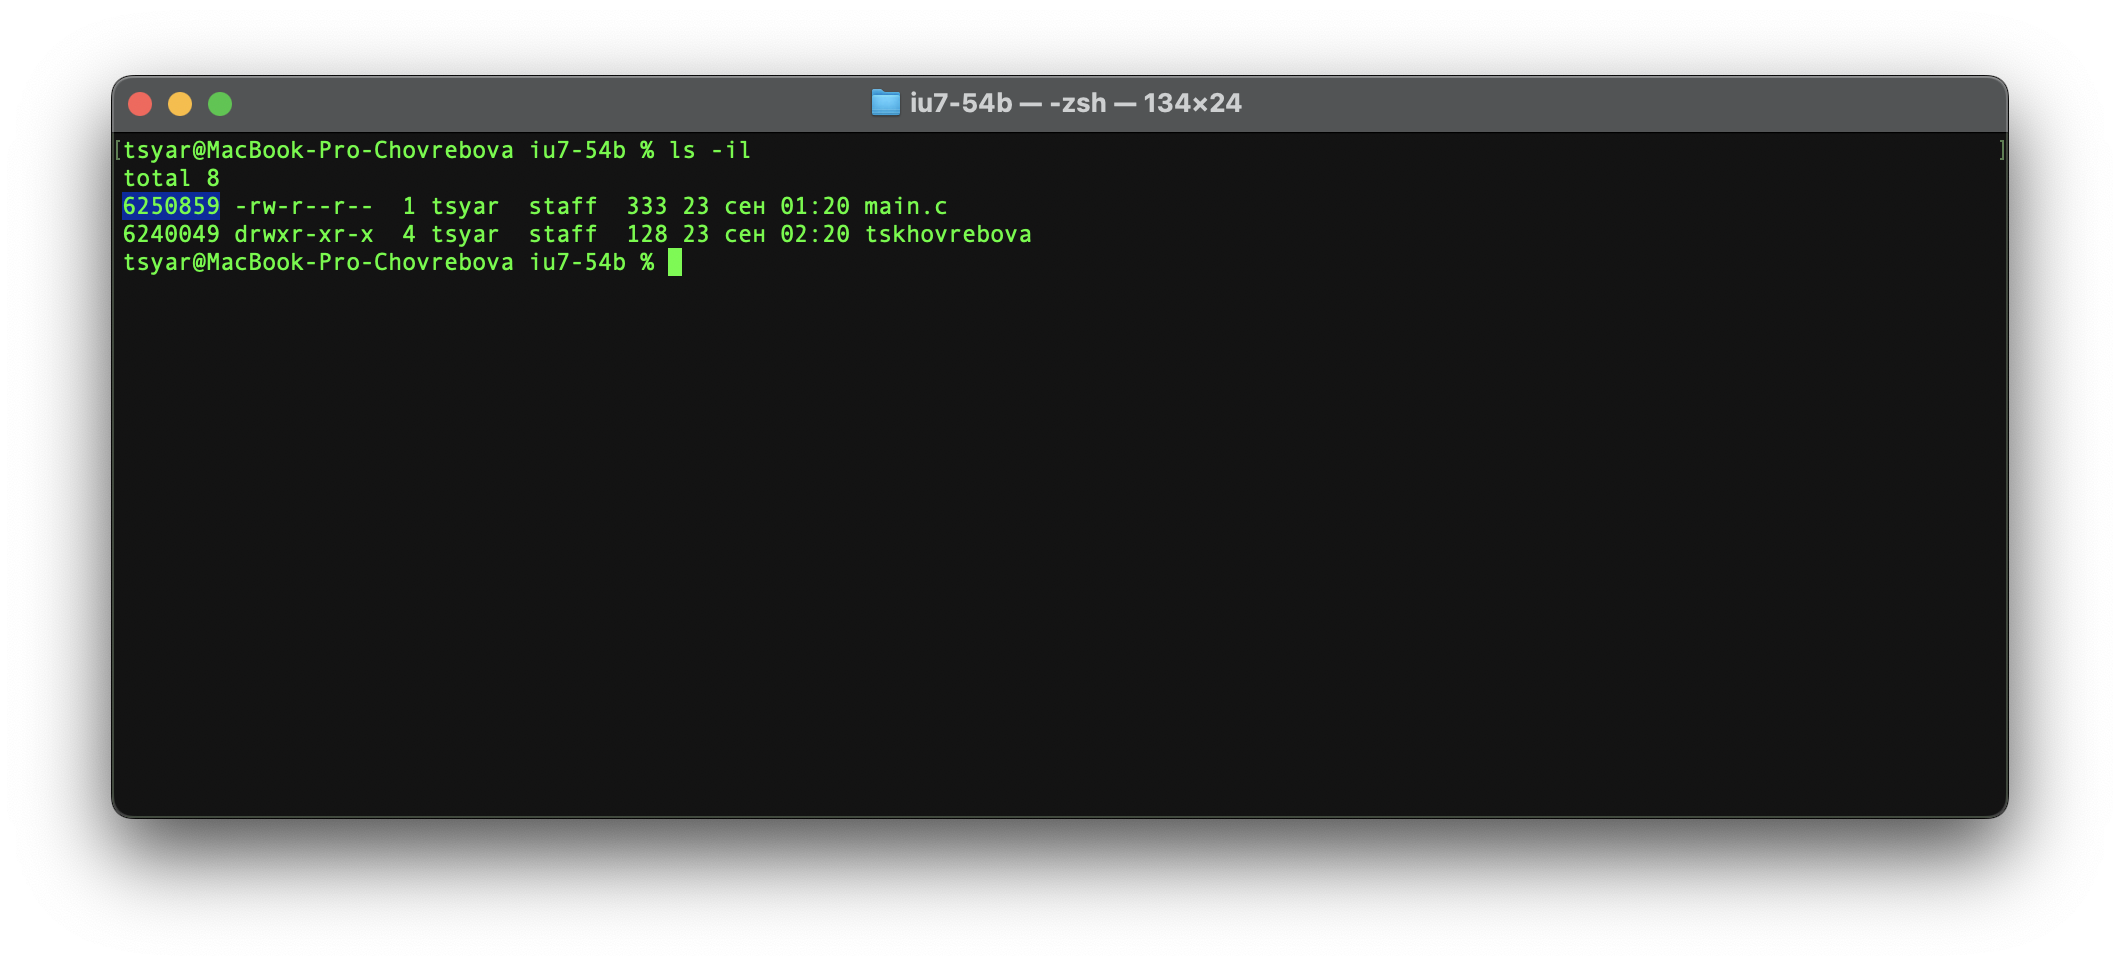 iu7-54b — -zsh — 134×24
[tsyar@MacBook-Pro-Chovrebova iu7-54b % ls -il ]
total 8
6250859 -rw-r--r--  1 tsyar  staff  333 23 сен 01:20 main.c
6240049 drwxr-xr-x  4 tsyar  staff  128 23 сен 02:20 tskhovrebova
tsyar@MacBook-Pro-Chovrebova iu7-54b %